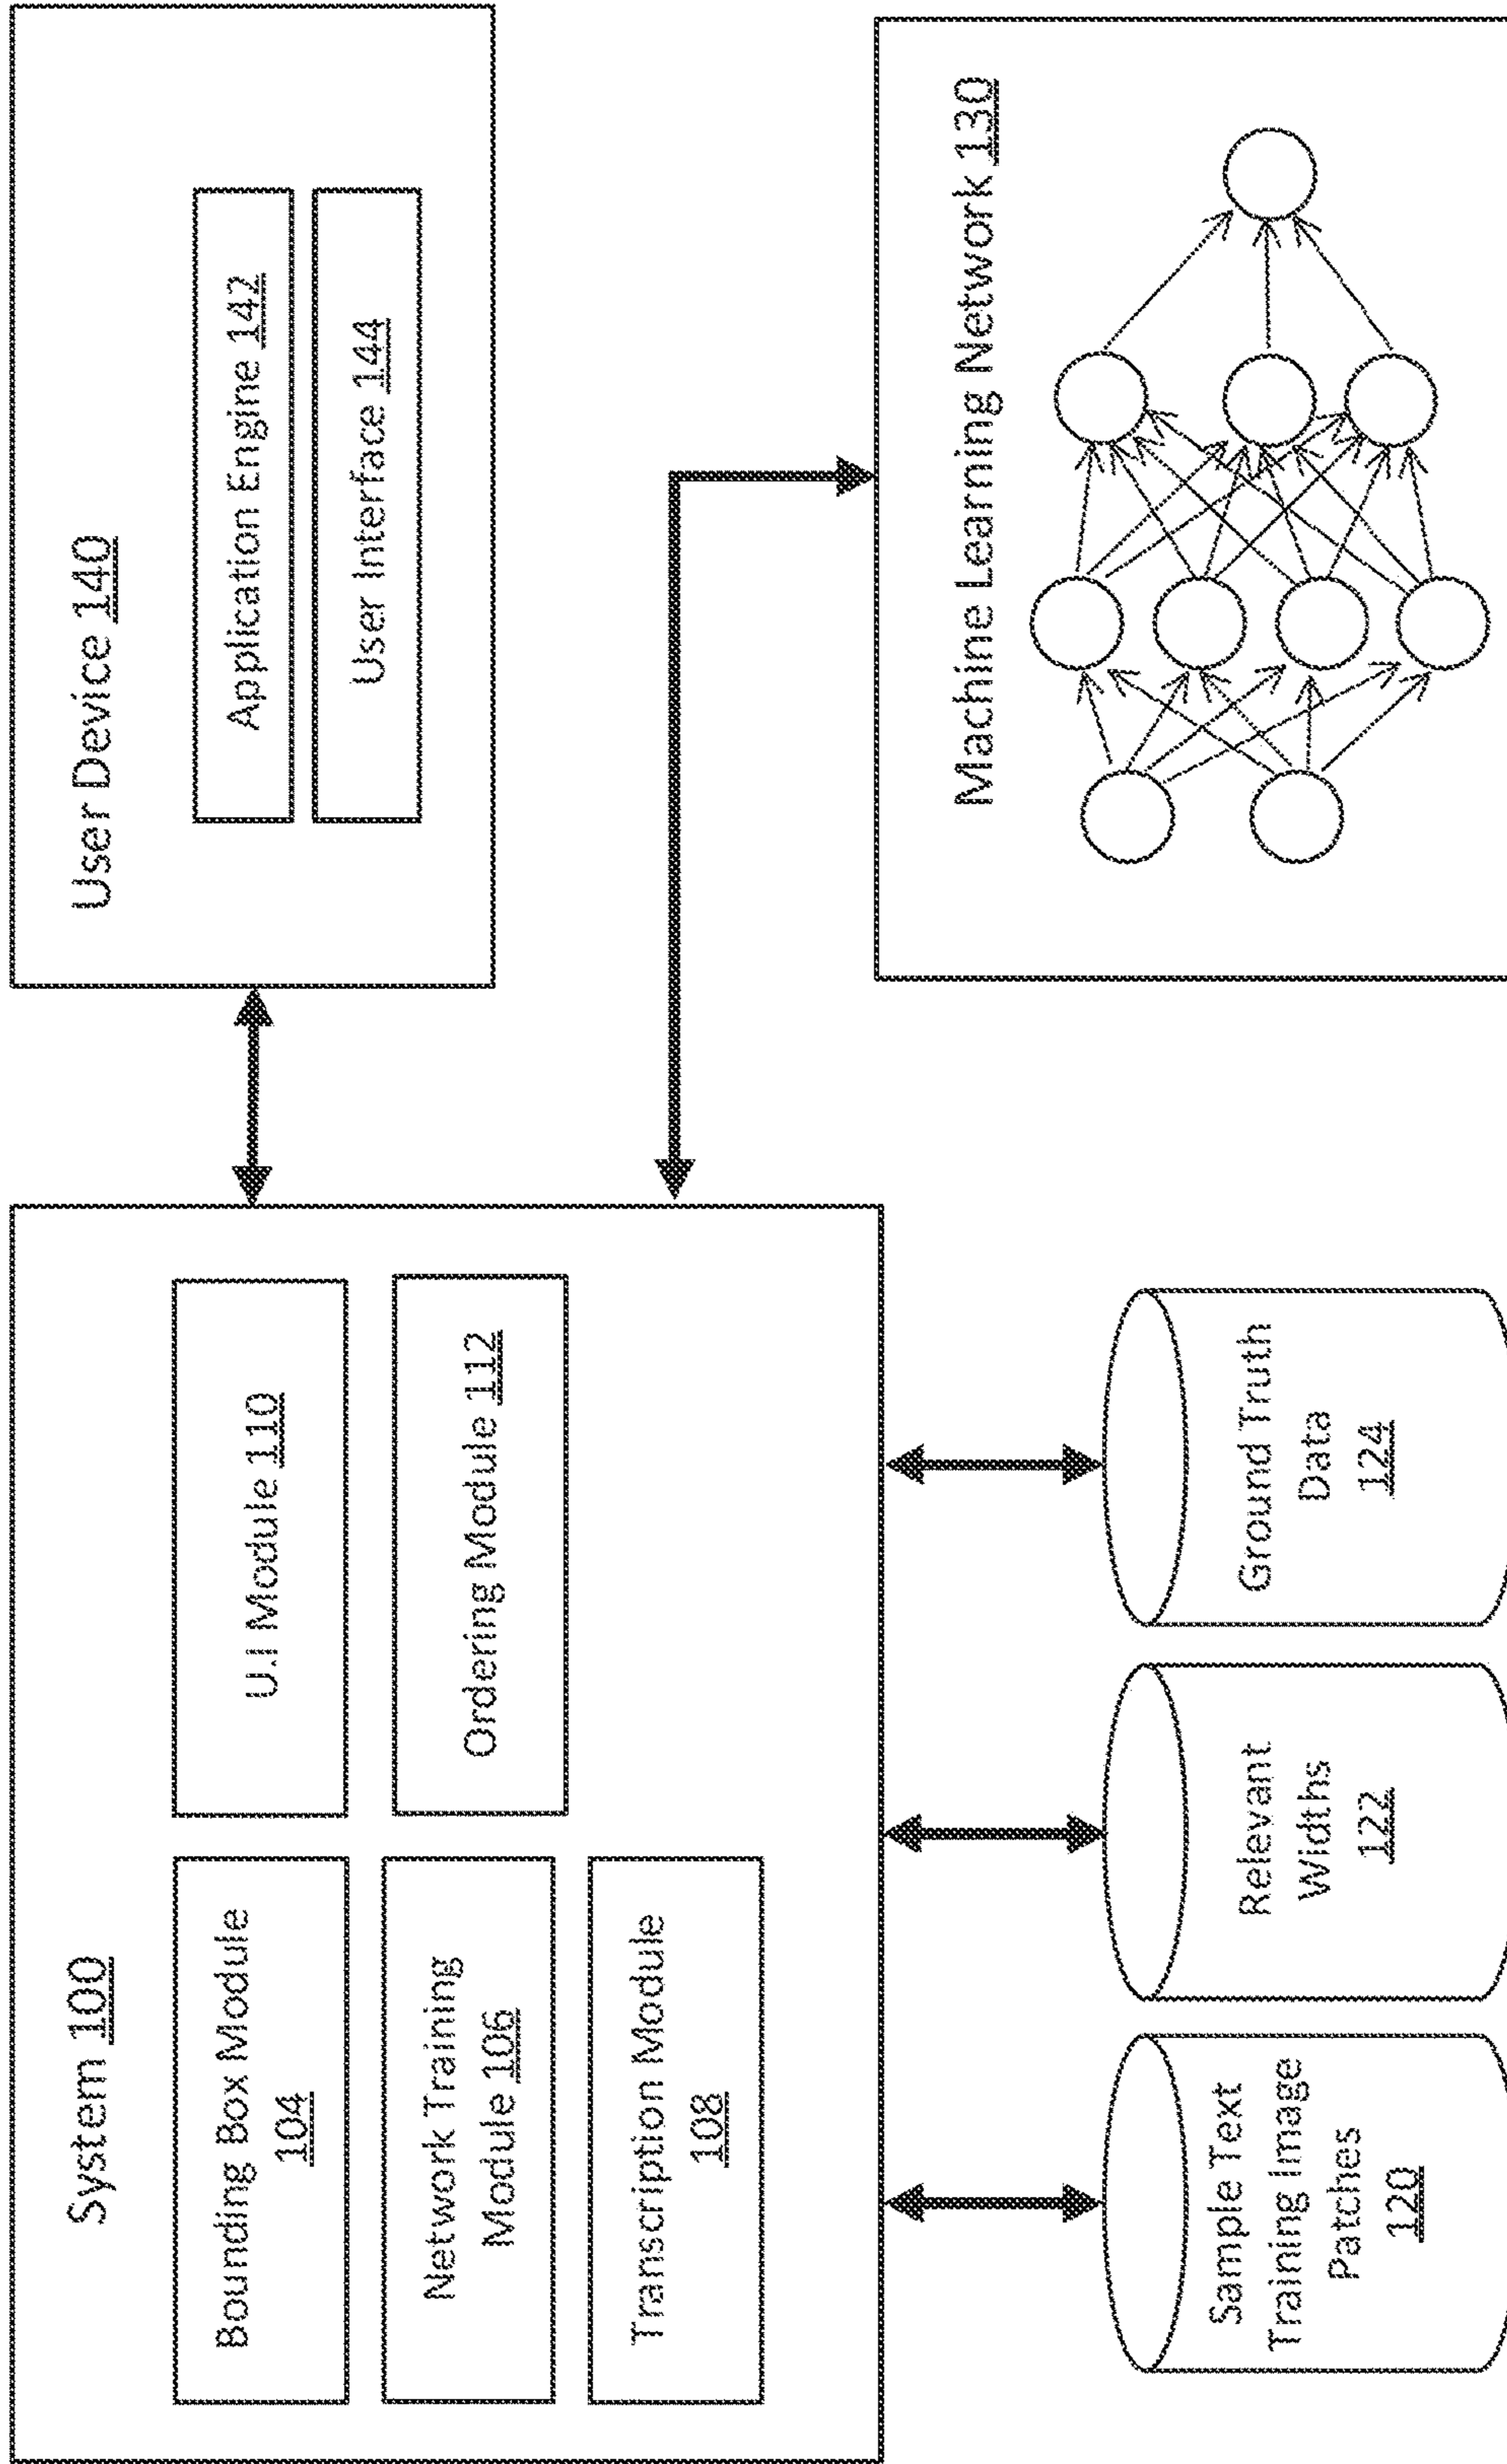 System 100
Bounding Box Module
104
Network Training
Module 106
Transcription Module
108
U.I Module 110
Ordering Module 112
User Device 140
Application Engine 142
User Interface 144
Sample Text
Training Image
Patches
120
Relevant
Widths
122
Ground Truth
Data
124
Machine Learning Network 130